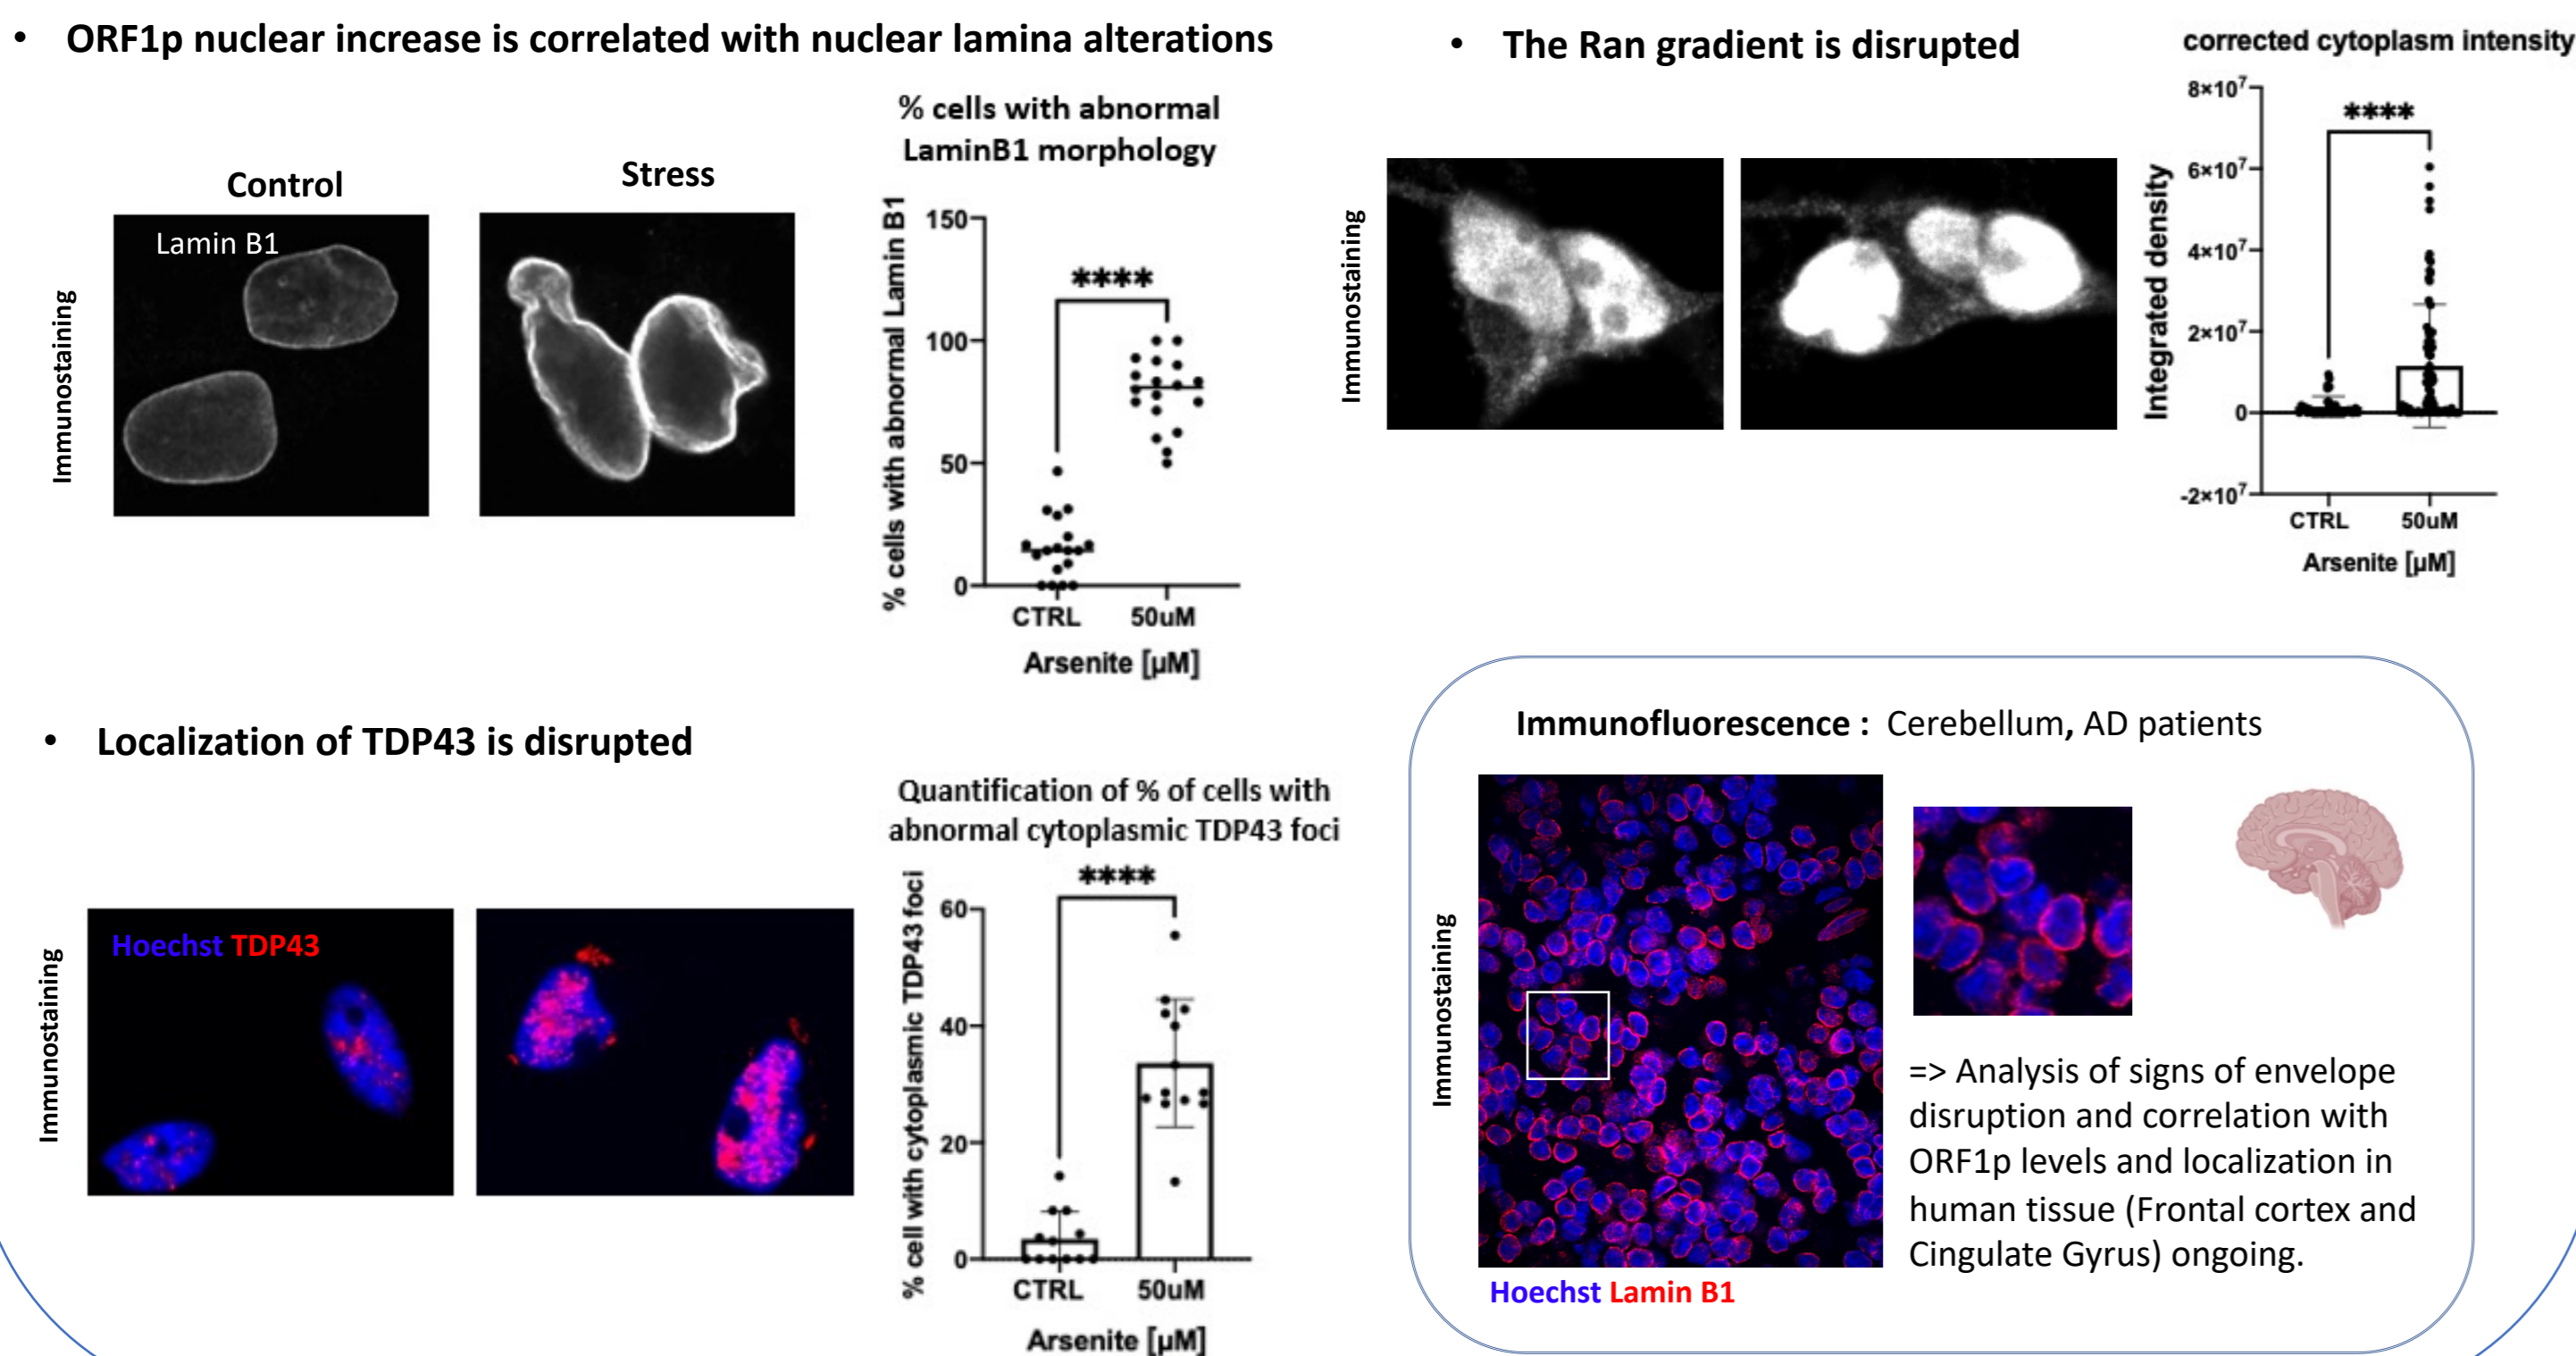 • ORF1p nuclear increase is correlated with nuclear lamina alterations
Control
Stress
Lamin B1
Immunostaining
% cells with abnormal
LaminB1 morphology
% cells with abnormal Lamin B1
150
100
50
0
****
CTRL 50uM
Arsenite [µM]
• The Ran gradient is disrupted
Immunostaining
corrected cytoplasm intensity
Integrated density
8×10⁷
6×10⁷
4×10⁷
2×10⁷
0
-2×10⁷
****
CTRL 50uM
Arsenite [µM]
• Localization of TDP43 is disrupted
Immunostaining
Hoechst TDP43
Quantification of % of cells with
abnormal cytoplasmic TDP43 foci
% cell with cytoplasmic TDP43 foci
60
40
20
0
****
CTRL 50uM
Arsenite [µM]
Immunofluorescence : Cerebellum, AD patients
Immunostaining
Hoechst Lamin B1
=> Analysis of signs of envelope
disruption and correlation with
ORF1p levels and localization in
human tissue (Frontal cortex and
Cingulate Gyrus) ongoing.